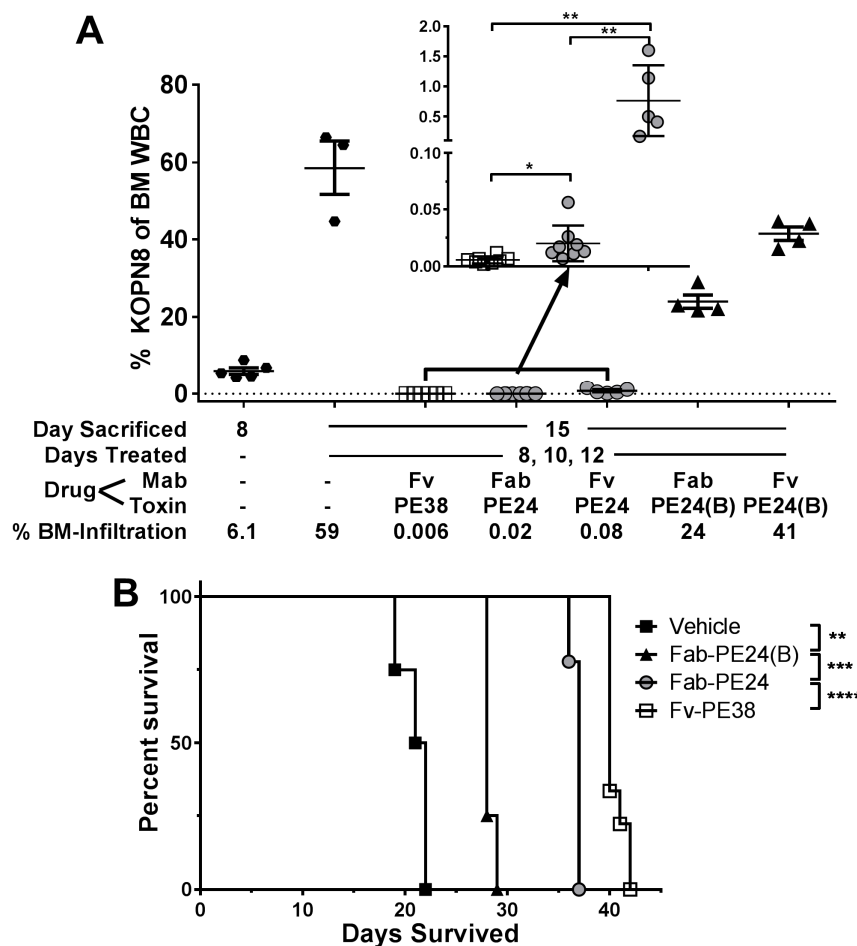 A
% KOPN8 of BM WBC
80
60
40
20
0
2.0
1.5
1.0
0.5
0.10
0.05
0.00
**
**
*
Day Sacrificed 8 15
Days Treated - 8, 10, 12
Drug
Mab - - Fv Fab Fv Fab Fv
Toxin - - PE38 PE24 PE24 PE24(B) PE24(B)
% BM-Infiltration 6.1 59 0.006 0.02 0.08 24 41
B
Percent survival
100
50
0
0 10 20 30 40
Days Survived
Vehicle
Fab-PE24(B)
Fab-PE24
Fv-PE38
**
***
****